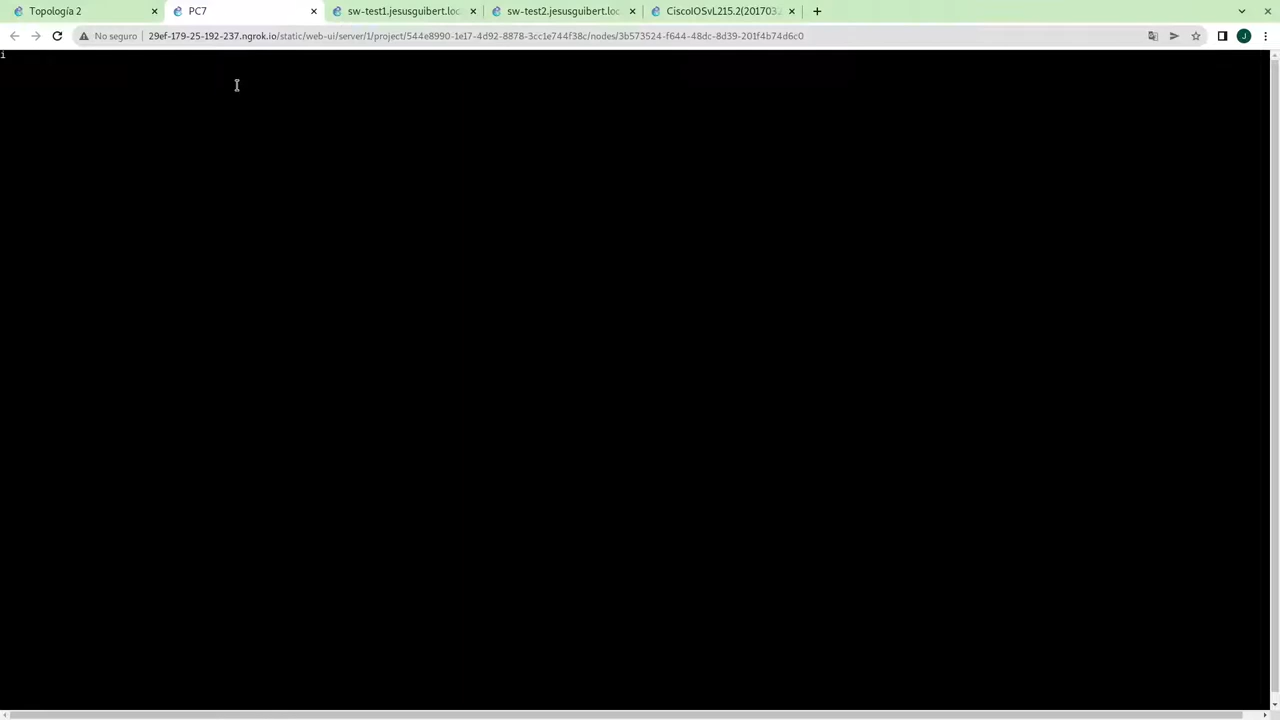 Topología 2
PC7
sw-test1.jesusguibert.loc
sw-test2.jesusguibert.loc
CiscoIOSvL215.2(201703
No seguro
29ef-179-25-192-237.ngrok.io/static/web-ui/server/1/project/544e8990-1e17-4d92-8878-3cc1e744f38c/nodes/3b573524-f644-48dc-8d39-201f4b74d6c0
J
i